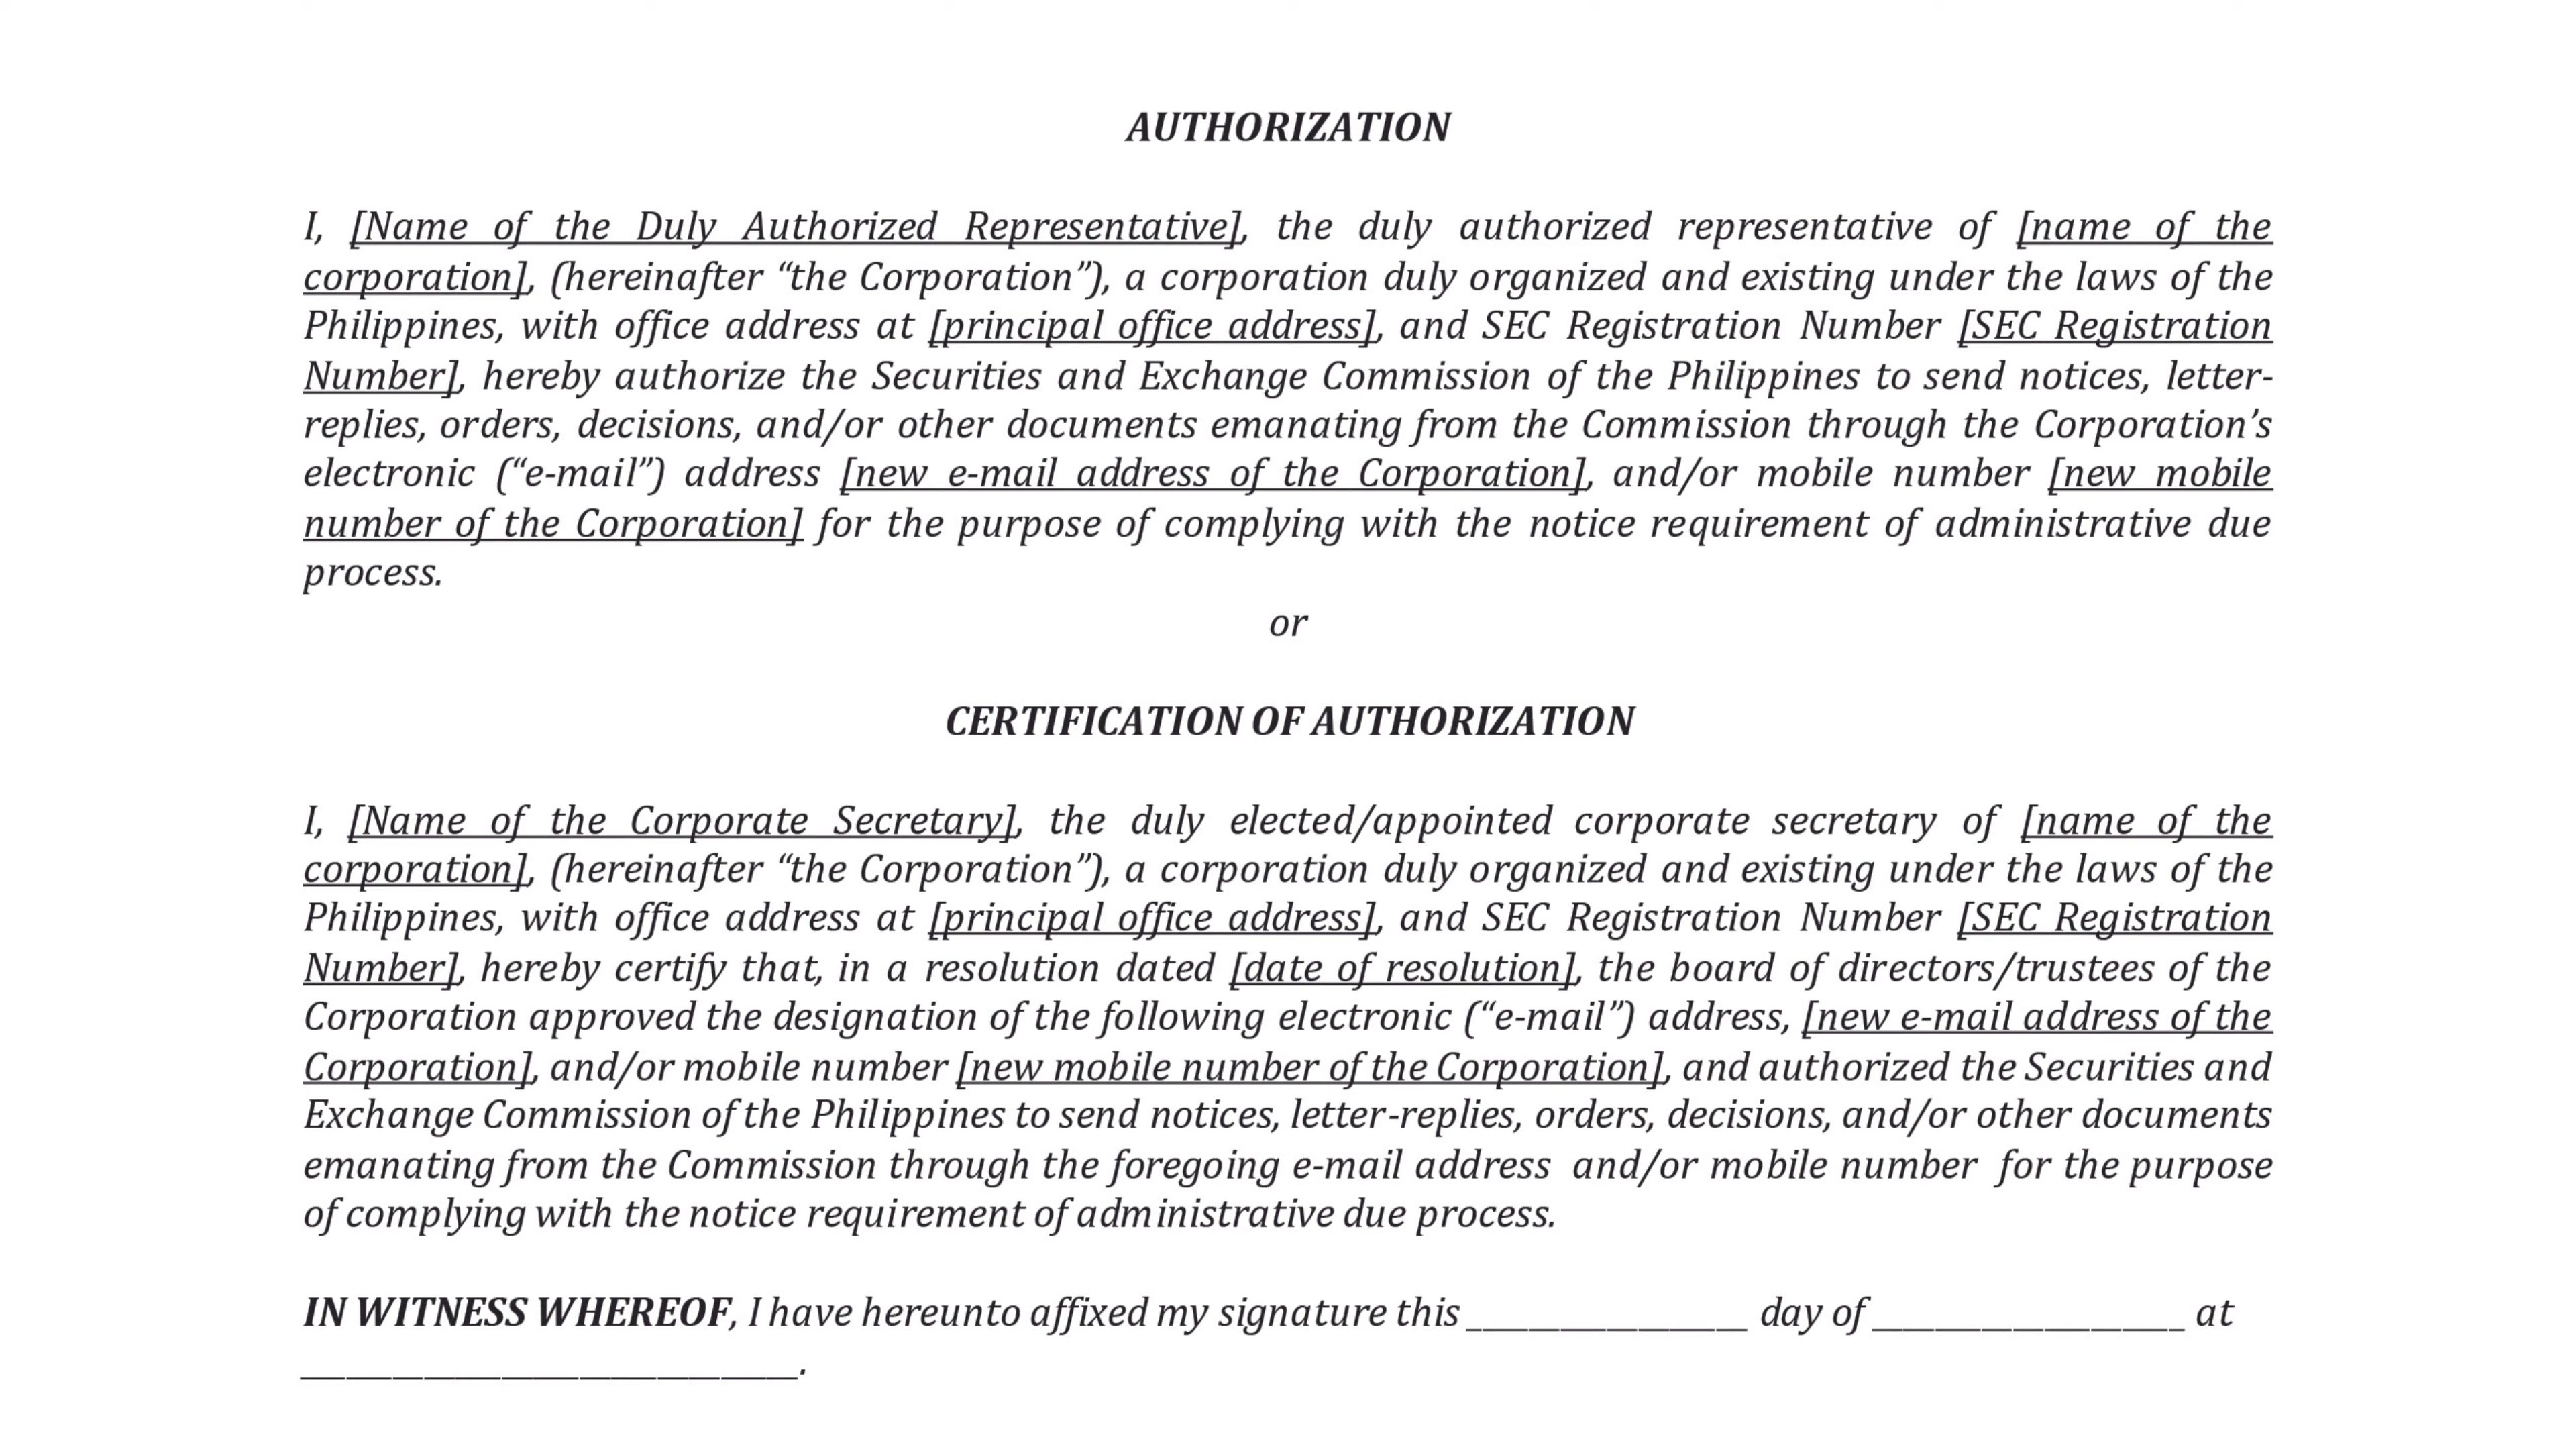 AUTHORIZATION
I, [Name of the Duly Authorized Representative], the duly authorized representative of [name of the
corporation], (hereinafter “the Corporation”), a corporation duly organized and existing under the laws of the
Philippines, with office address at [principal office address], and SEC Registration Number [SEC Registration
Number], hereby authorize the Securities and Exchange Commission of the Philippines to send notices, letter-
replies, orders, decisions, and/or other documents emanating from the Commission through the Corporation’s
electronic (“e-mail”) address [new e-mail address of the Corporation], and/or mobile number [new mobile
number of the Corporation] for the purpose of complying with the notice requirement of administrative due
process.
or
CERTIFICATION OF AUTHORIZATION
I, [Name of the Corporate Secretary], the duly elected/appointed corporate secretary of [name of the
corporation], (hereinafter “the Corporation”), a corporation duly organized and existing under the laws of the
Philippines, with office address at [principal office address], and SEC Registration Number [SEC Registration
Number], hereby certify that, in a resolution dated [date of resolution], the board of directors/trustees of the
Corporation approved the designation of the following electronic (“e-mail”) address, [new e-mail address of the
Corporation], and/or mobile number [new mobile number of the Corporation], and authorized the Securities and
Exchange Commission of the Philippines to send notices, letter-replies, orders, decisions, and/or other documents
emanating from the Commission through the foregoing e-mail address and/or mobile number for the purpose
of complying with the notice requirement of administrative due process.
IN WITNESS WHEREOF, I have hereunto affixed my signature this ________________ day of __________________ at
____________________________.